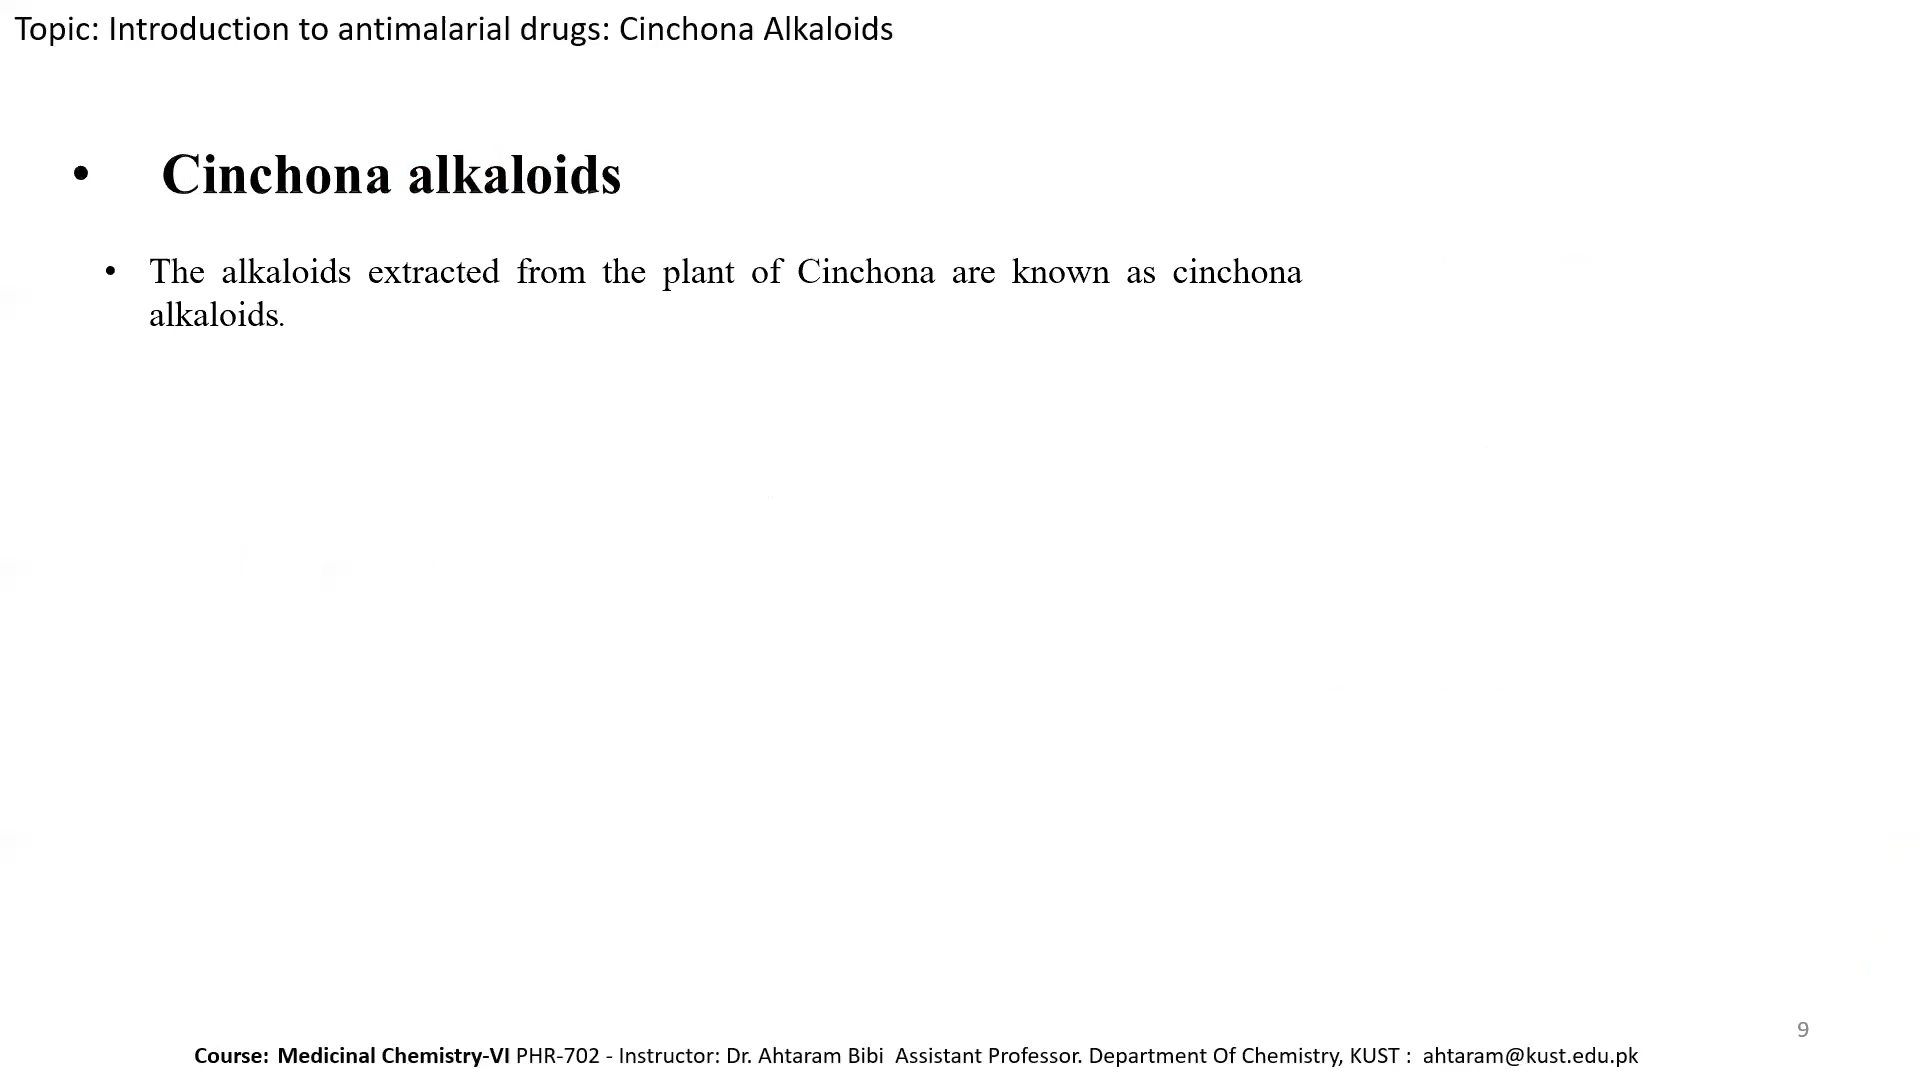 Topic: Introduction to antimalarial drugs: Cinchona Alkaloids
• Cinchona alkaloids
• The alkaloids extracted from the plant of Cinchona are known as cinchona
alkaloids.
9
Course: Medicinal Chemistry-VI PHR-702 - Instructor: Dr. Ahtaram Bibi Assistant Professor. Department Of Chemistry, KUST : ahtaram@kust.edu.pk